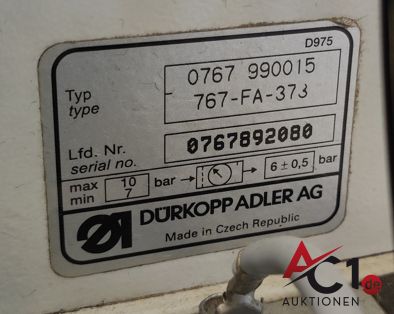 D975
Typ
type
0767 990015
767-FA-373
Lfd. Nr.
serial no.
0767892080
max 10 bar → → 6 ± 0,5 bar
min 7
DÜRKOPP ADLER AG
Made in Czech Republic
AC1.de
AUKTIONEN